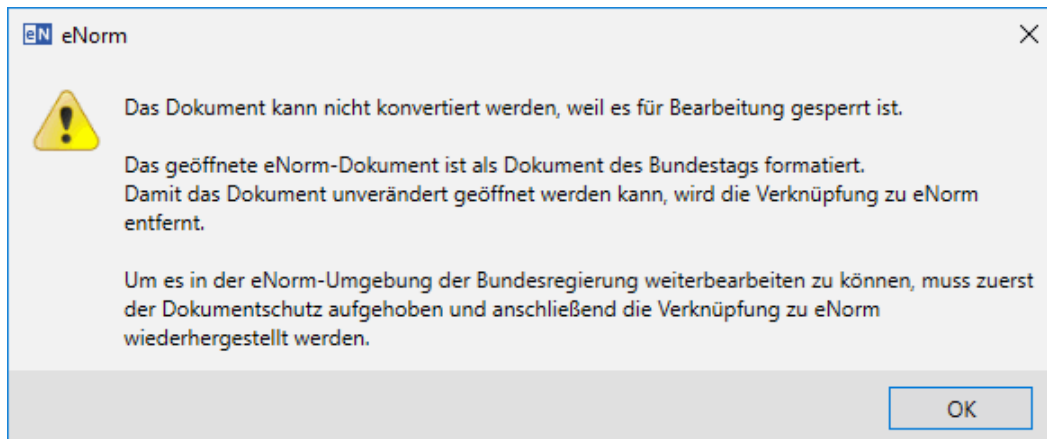 eN eNorm
Das Dokument kann nicht konvertiert werden, weil es für Bearbeitung gesperrt ist.
Das geöffnete eNorm-Dokument ist als Dokument des Bundestags formatiert.
Damit das Dokument unverändert geöffnet werden kann, wird die Verknüpfung zu eNorm
entfernt.
Um es in der eNorm-Umgebung der Bundesregierung weiterbearbeiten zu können, muss zuerst
der Dokumentschutz aufgehoben und anschließend die Verknüpfung zu eNorm
wiederhergestellt werden.
OK